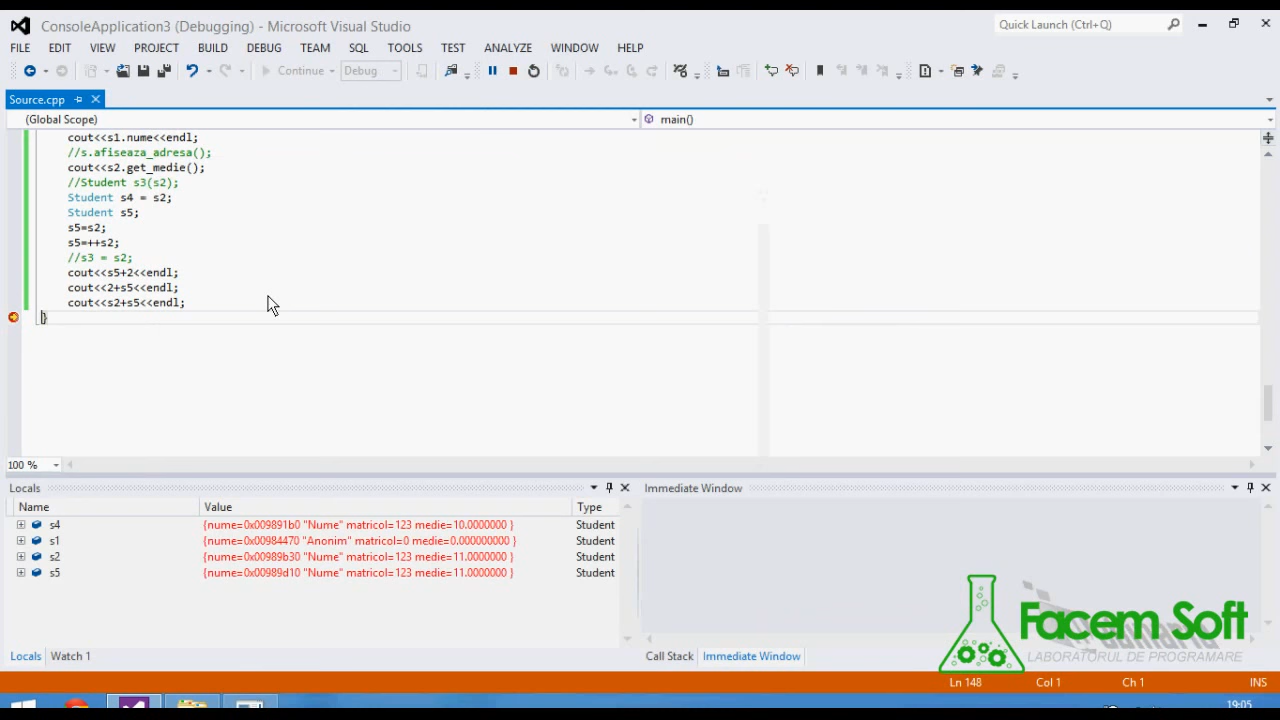 ConsoleApplication3 (Debugging) - Microsoft Visual Studio
Quick Launch (Ctrl+Q)
FILE EDIT VIEW PROJECT BUILD DEBUG TEAM SQL TOOLS TEST ANALYZE WINDOW HELP
Continue Debug
Source.cpp
(Global Scope) main()
cout<<s1.nume<<endl;
//s.afiseaza_adresa();
cout<<s2.get_medie();
//Student s3(s2);
Student s4 = s2;
Student s5;
s5=s2;
s5=++s2;
//s3 = s2;
cout<<s5+2<<endl;
cout<<2+s5<<endl;
cout<<s2+s5<<endl;
}
100 %
Locals
Name Value Type
s4 {nume=0x009891b0 "Nume" matricol=123 medie=10.0000000 } Student
s1 {nume=0x00984470 "Anonim" matricol=0 medie=0.000000000 } Student
s2 {nume=0x00989b30 "Nume" matricol=123 medie=11.0000000 } Student
s5 {nume=0x00989d10 "Nume" matricol=123 medie=11.0000000 } Student
Locals Watch 1
Immediate Window
Call Stack Immediate Window
Facem Soft
LABORATORUL DE PROGRAMARE
Ln 148 Col 1 Ch 1 INS
19:05